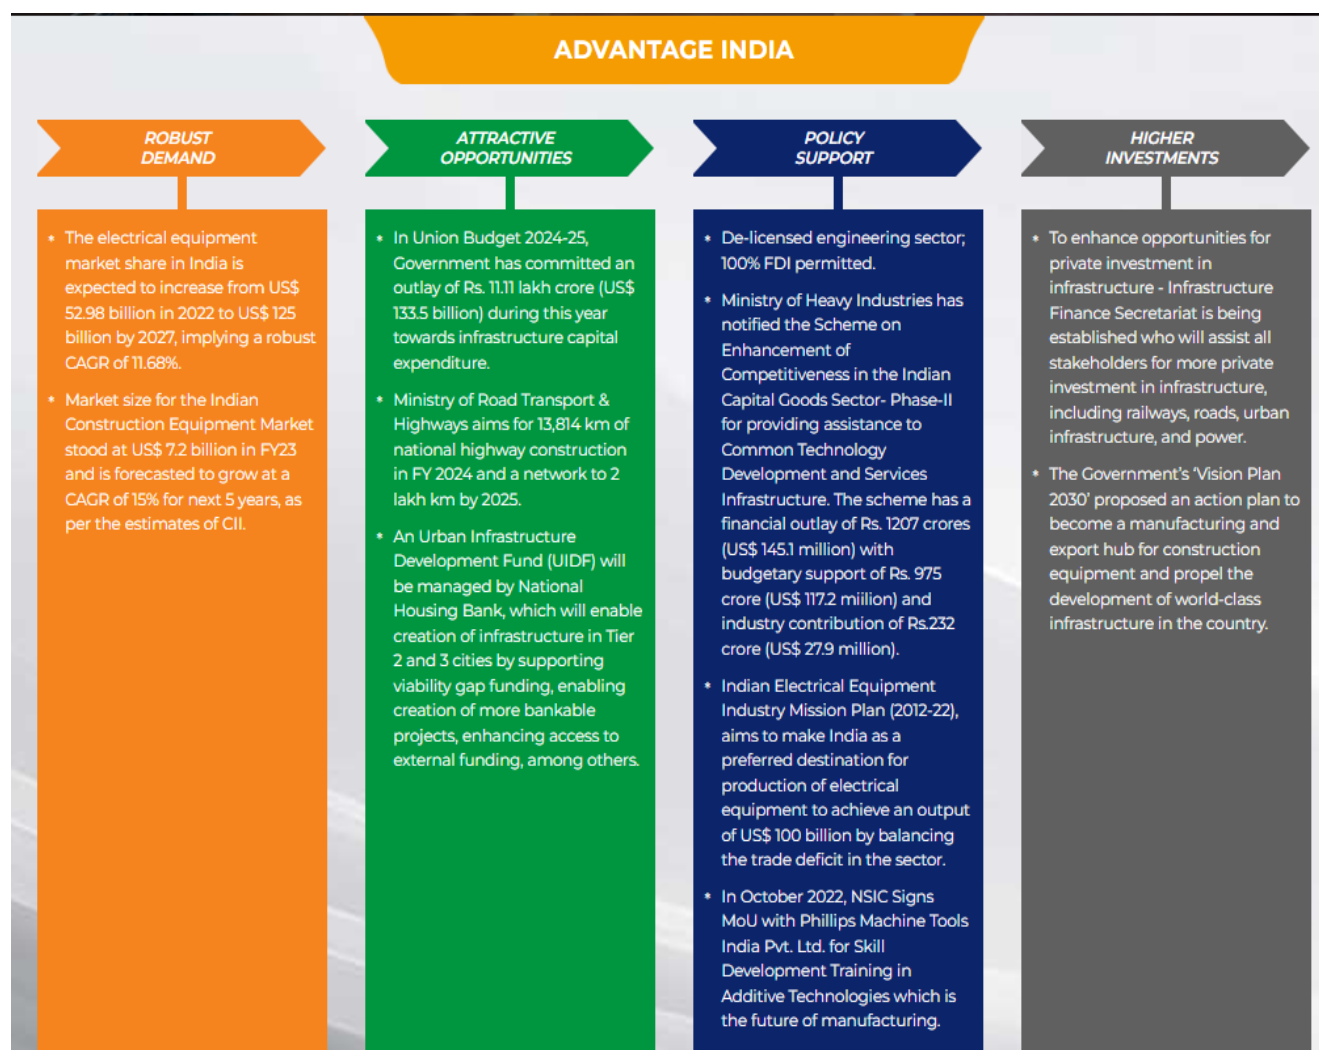 ADVANTAGE INDIA
ROBUST
DEMAND
* The electrical equipment
market share in India is
expected to increase from US$
52.98 billion in 2022 to US$ 125
billion by 2027, implying a robust
CAGR of 11.68%.
* Market size for the Indian
Construction Equipment Market
stood at US$ 7.2 billion in FY23
and is forecasted to grow at a
CAGR of 15% for next 5 years, as
per the estimates of CII.
ATTRACTIVE
OPPORTUNITIES
* In Union Budget 2024-25,
Government has committed an
outlay of Rs. 11.11 lakh crore (US$
133.5 billion) during this year
towards infrastructure capital
expenditure.
* Ministry of Road Transport &
Highways aims for 13,814 km of
national highway construction
in FY 2024 and a network to 2
lakh km by 2025.
* An Urban Infrastructure
Development Fund (UIDF) will
be managed by National
Housing Bank, which will enable
creation of infrastructure in Tier
2 and 3 cities by supporting
viability gap funding, enabling
creation of more bankable
projects, enhancing access to
external funding, among others.
POLICY
SUPPORT
* De-licensed engineering sector;
100% FDI permitted.
* Ministry of Heavy Industries has
notified the Scheme on
Enhancement of
Competitiveness in the Indian
Capital Goods Sector- Phase-II
for providing assistance to
Common Technology
Development and Services
Infrastructure. The scheme has a
financial outlay of Rs. 1207 crores
(US$ 145.1 million) with
budgetary support of Rs. 975
crore (US$ 117.2 miilion) and
industry contribution of Rs.232
crore (US$ 27.9 million).
* Indian Electrical Equipment
Industry Mission Plan (2012-22),
aims to make India as a
preferred destination for
production of electrical
equipment to achieve an output
of US$ 100 billion by balancing
the trade deficit in the sector.
* In October 2022, NSIC Signs
MoU with Phillips Machine Tools
India Pvt. Ltd. for Skill
Development Training in
Additive Technologies which is
the future of manufacturing.
HIGHER
INVESTMENTS
* To enhance opportunities for
private investment in
infrastructure - Infrastructure
Finance Secretariat is being
established who will assist all
stakeholders for more private
investment in infrastructure,
including railways, roads, urban
infrastructure, and power.
* The Government's ‘Vision Plan
2030’ proposed an action plan to
become a manufacturing and
export hub for construction
equipment and propel the
development of world-class
infrastructure in the country.